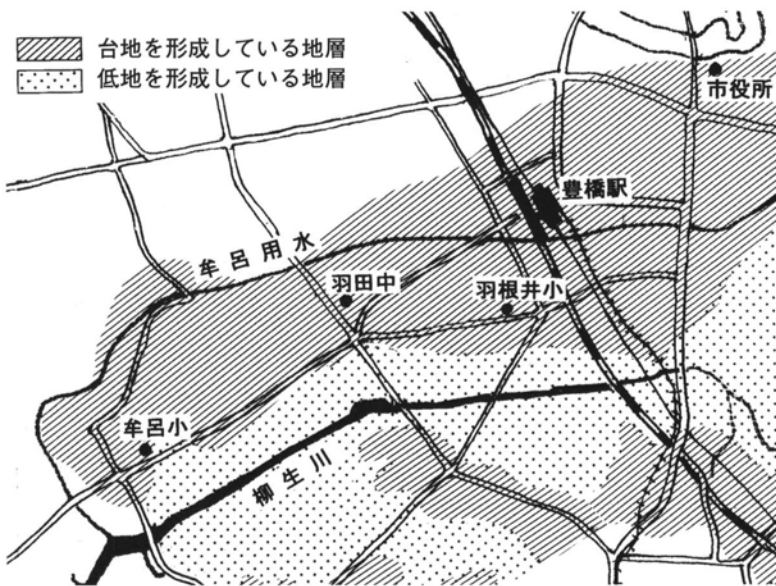 台地を形成している地層
低地を形成している地層
市役所
豊橋駅
牟呂用水
羽田中
羽根井小
牟呂小
柳生川